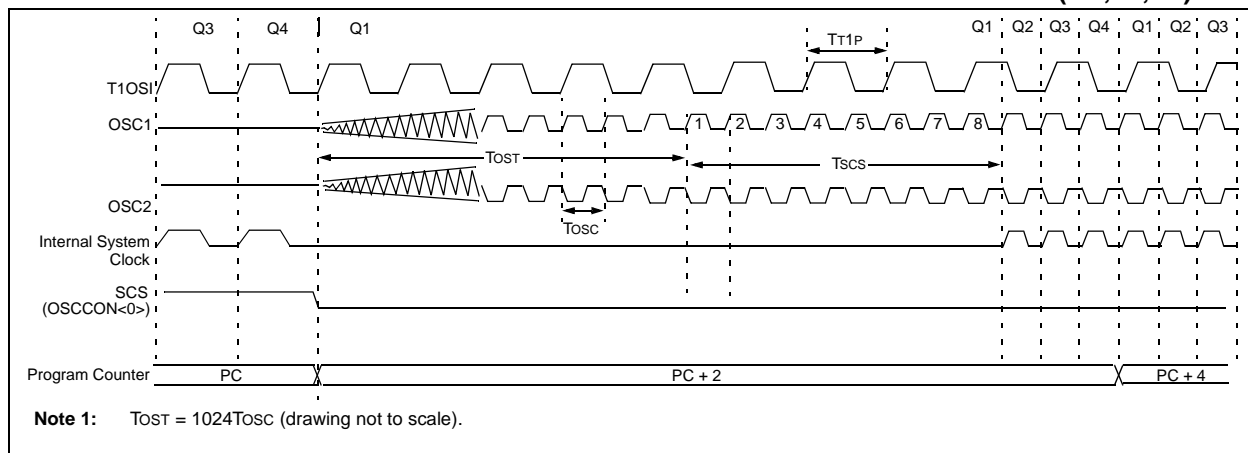 Q3 Q4 Q1 Q1 Q2 Q3 Q4 Q1 Q2 Q3
TT1P
T1OSI
OSC1
1 2 3 4 5 6 7 8
TOST TSCS
OSC2
TOSC
Internal System
Clock
SCS
(OSCCON<0>)
Program Counter PC PC + 2 PC + 4
Note 1: TOST = 1024TOSC (drawing not to scale).